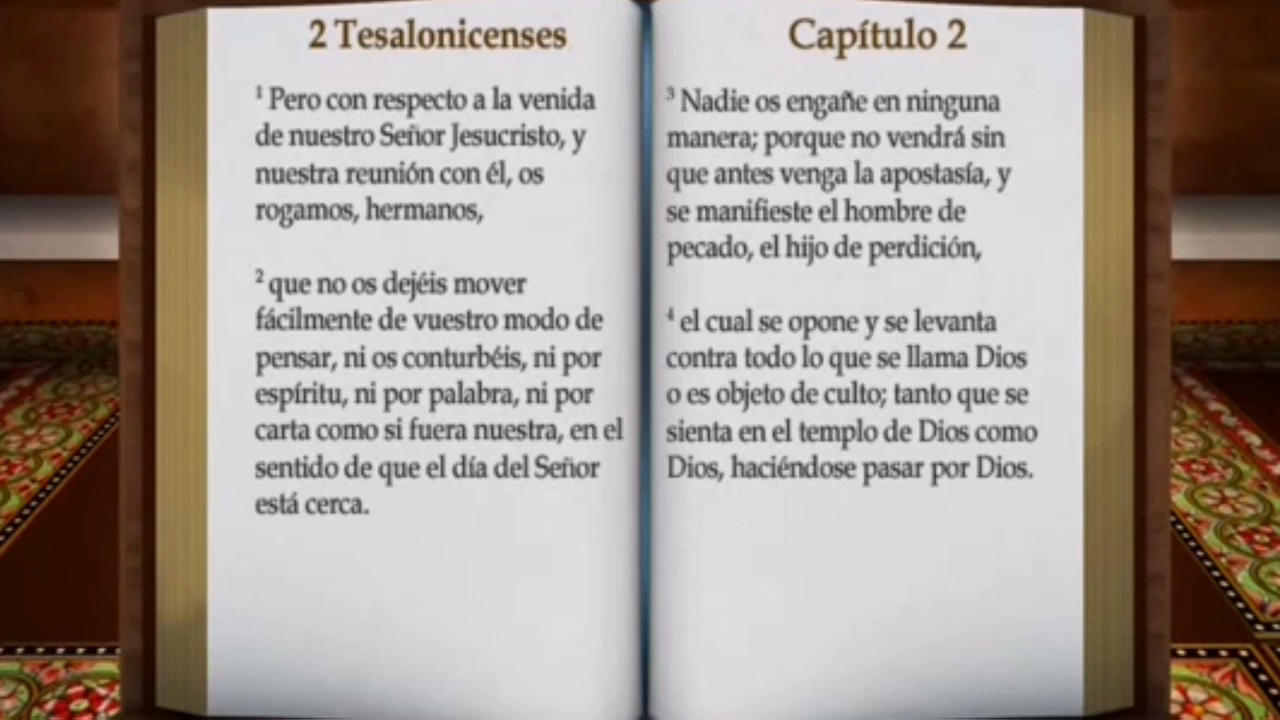 2 Tesalonicenses
¹ Pero con respecto a la venida
de nuestro Señor Jesucristo, y
nuestra reunión con él, os
rogamos, hermanos,
² que no os dejéis mover
fácilmente de vuestro modo de
pensar, ni os conturbéis, ni por
espíritu, ni por palabra, ni por
carta como si fuera nuestra, en el
sentido de que el día del Señor
está cerca.
Capítulo 2
³ Nadie os engañe en ninguna
manera; porque no vendrá sin
que antes venga la apostasía, y
se manifieste el hombre de
pecado, el hijo de perdición,
⁴ el cual se opone y se levanta
contra todo lo que se llama Dios
o es objeto de culto; tanto que se
sienta en el templo de Dios como
Dios, haciéndose pasar por Dios.